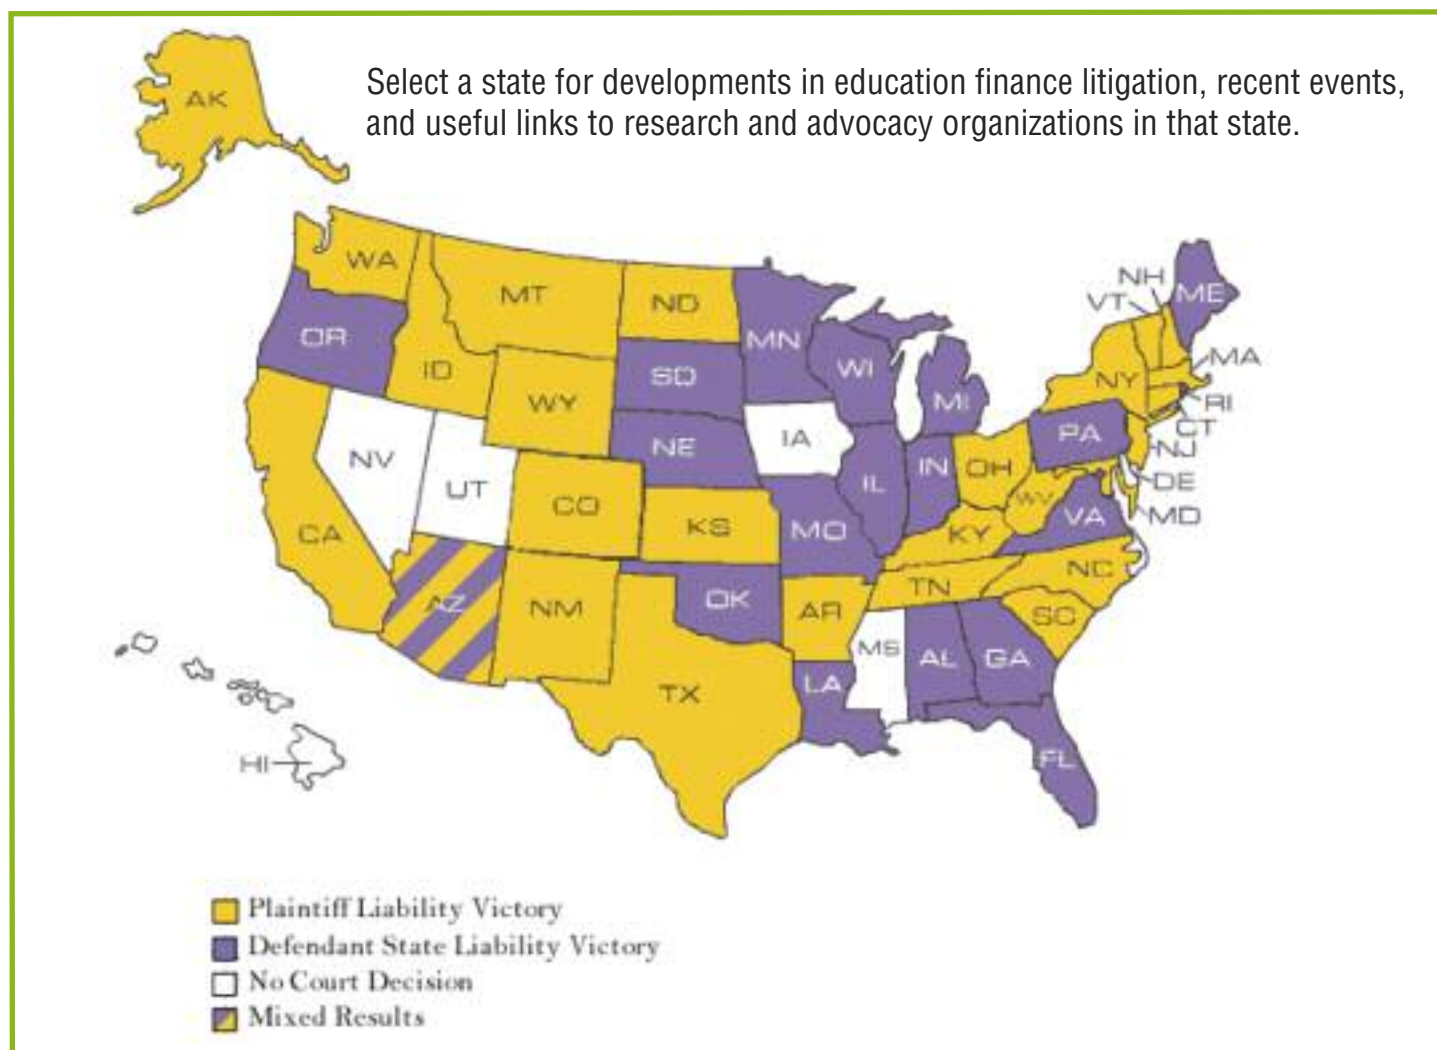 Select a state for developments in education finance litigation, recent events,
and useful links to research and advocacy organizations in that state.
AK
WA
MT
ND
MN
NH
ME
VT
OR
ID
SD
WI
MI
NY
MA
WY
RI
NV
UT
NE
IA
PA
CT
NJ
IL
IN
OH
DE
CO
WV
MD
CA
KS
MO
KY
VA
AZ
NM
OK
AR
TN
NC
SC
MS
AL
GA
TX
LA
FL
HI
Plaintiff Liability Victory
Defendant State Liability Victory
No Court Decision
Mixed Results